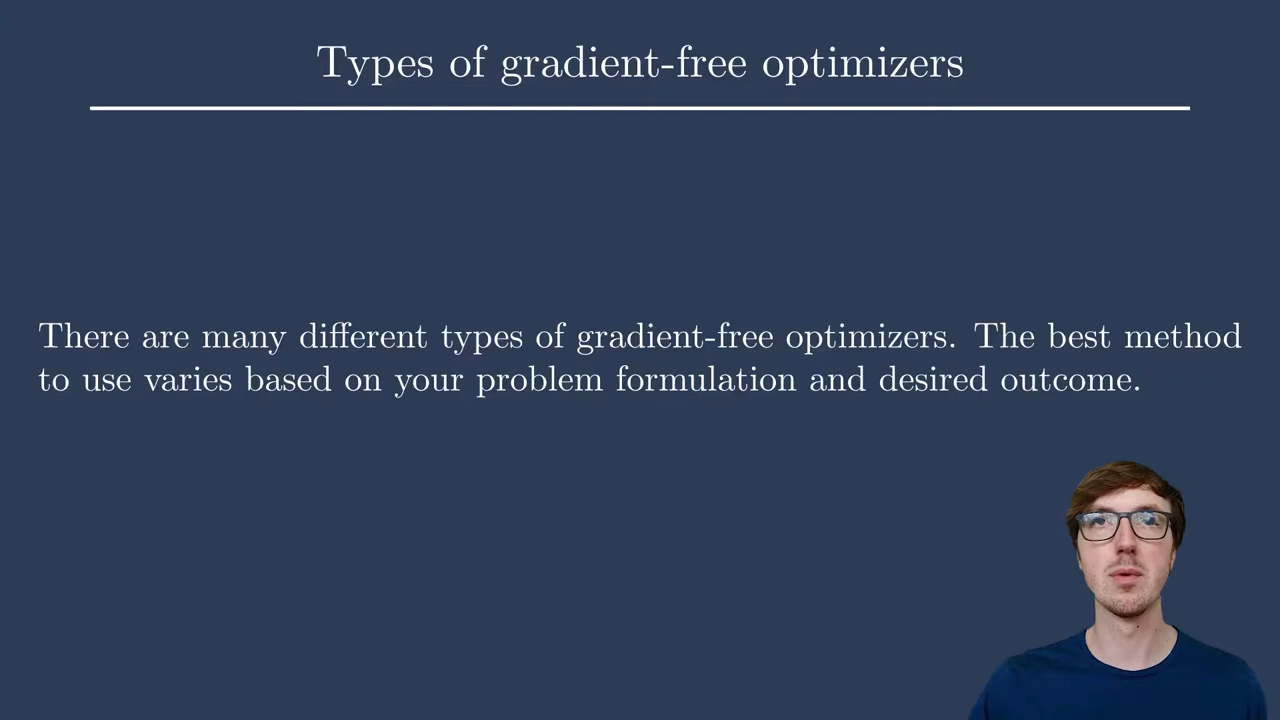 Types of gradient-free optimizers
There are many different types of gradient-free optimizers. The best method
to use varies based on your problem formulation and desired outcome.